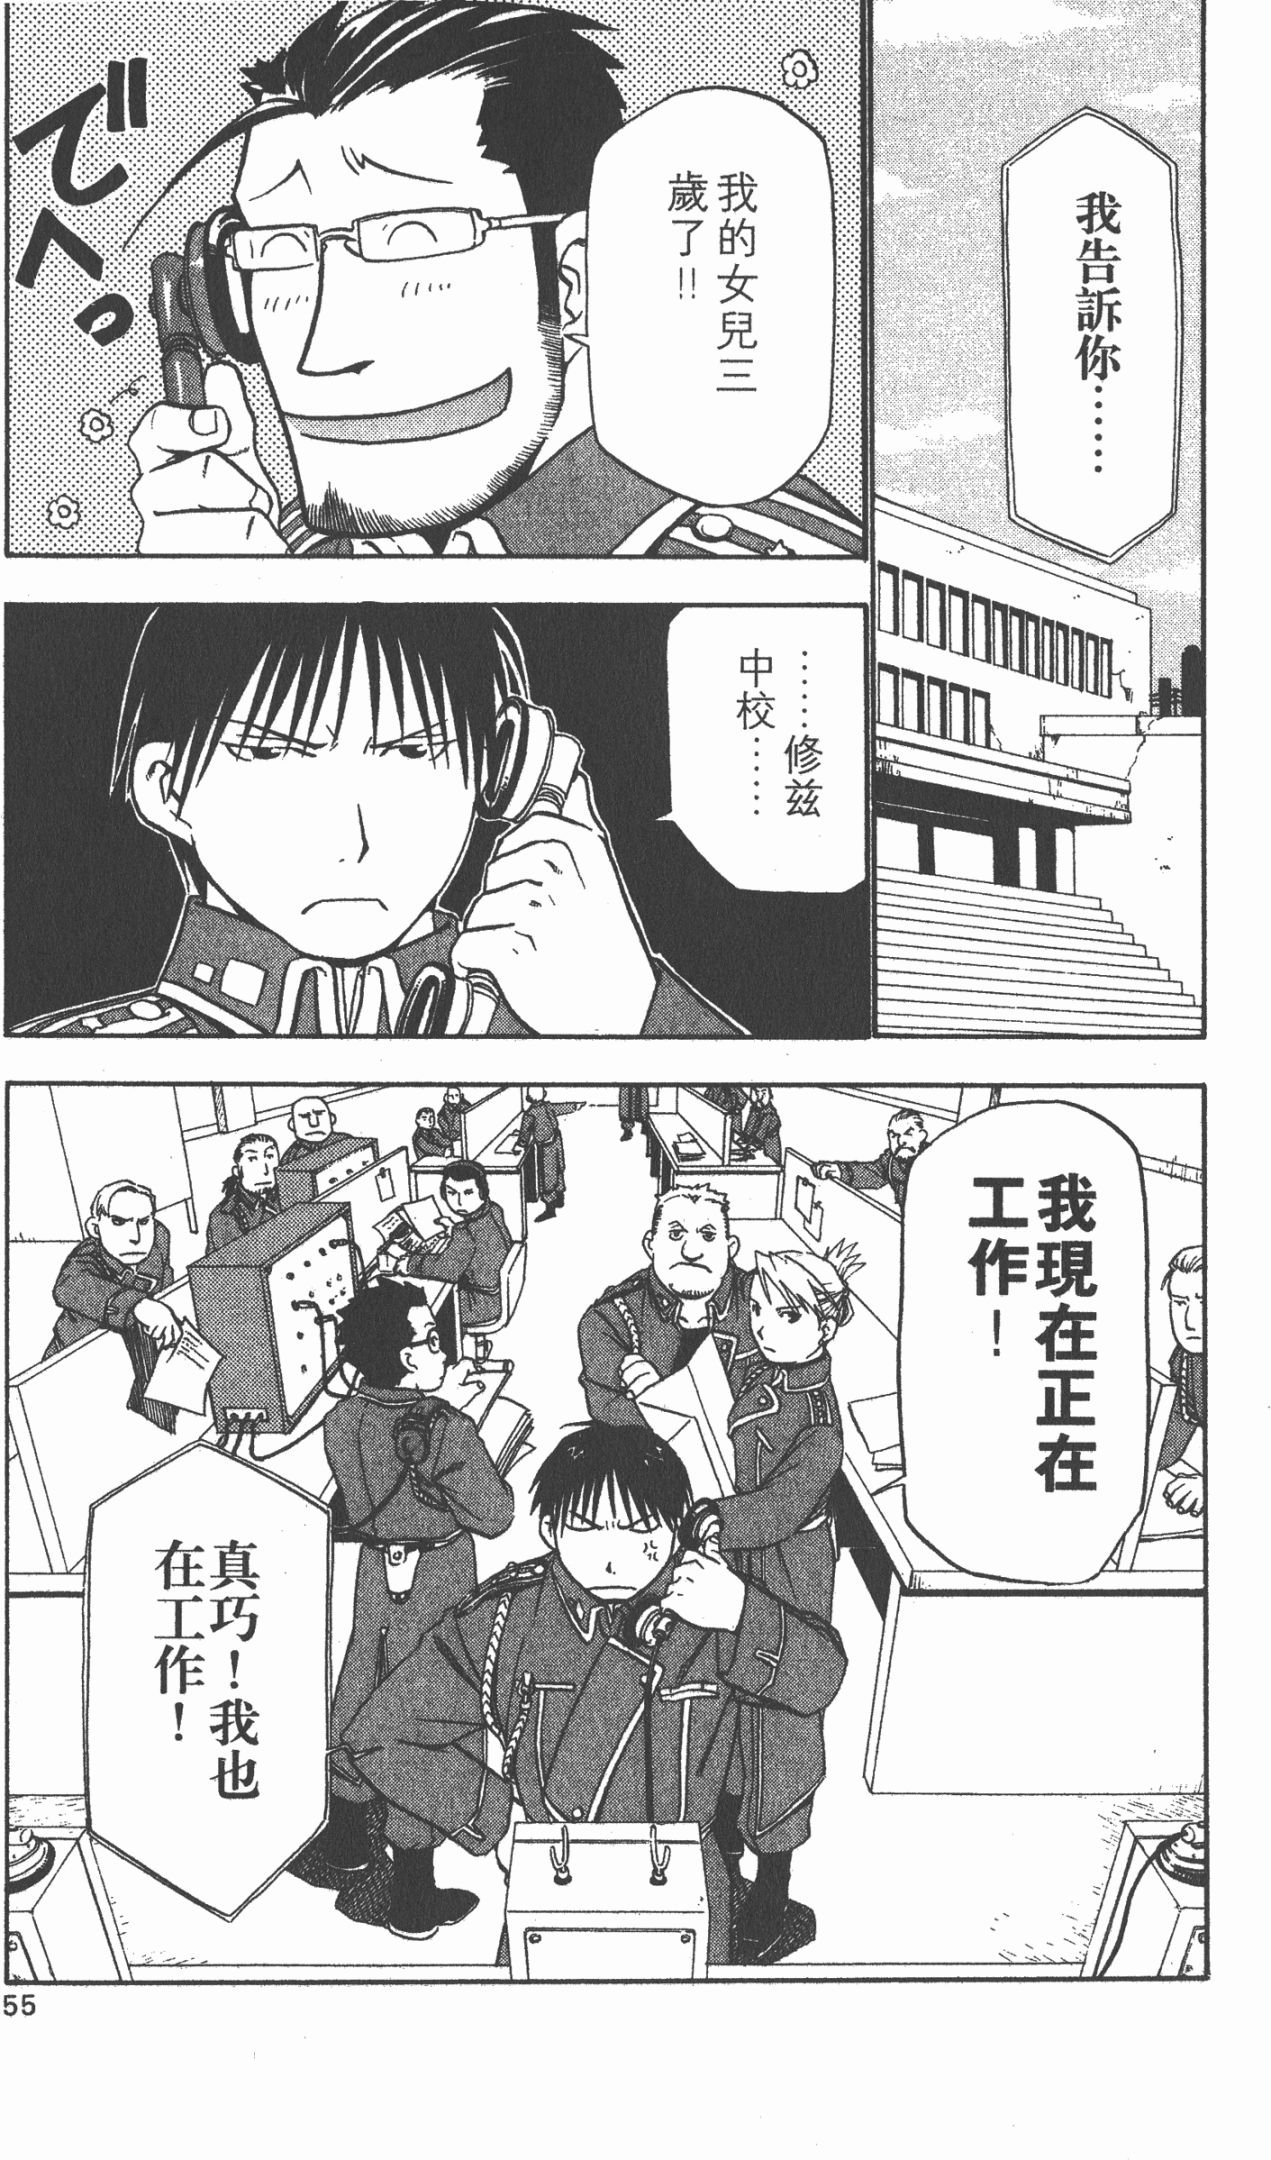 我告訴你⋯⋯⋯
我的女兒三
歲了!!
でへっ
⋯⋯修茲
中校⋯⋯
我現在正在
工作！
真巧！我也
在工作！
55